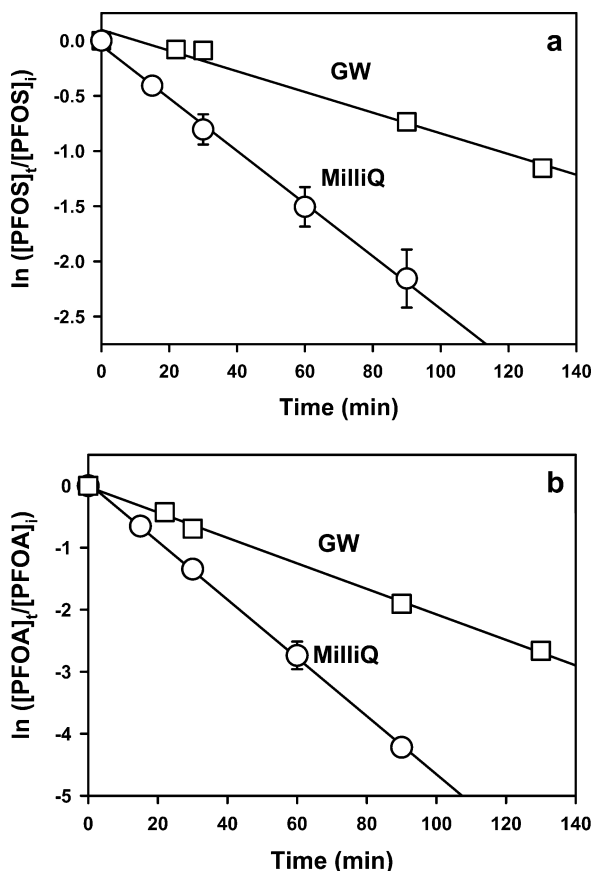 a
0.0
-0.5
-1.0
-1.5
-2.0
-2.5
ln ([PFOS]t/[PFOS]i)
GW
MilliQ
0 20 40 60 80 100 120 140
Time (min)
b
0
-1
-2
-3
-4
-5
ln ([PFOA]t/[PFOA]i)
GW
MilliQ
0 20 40 60 80 100 120 140
Time (min)